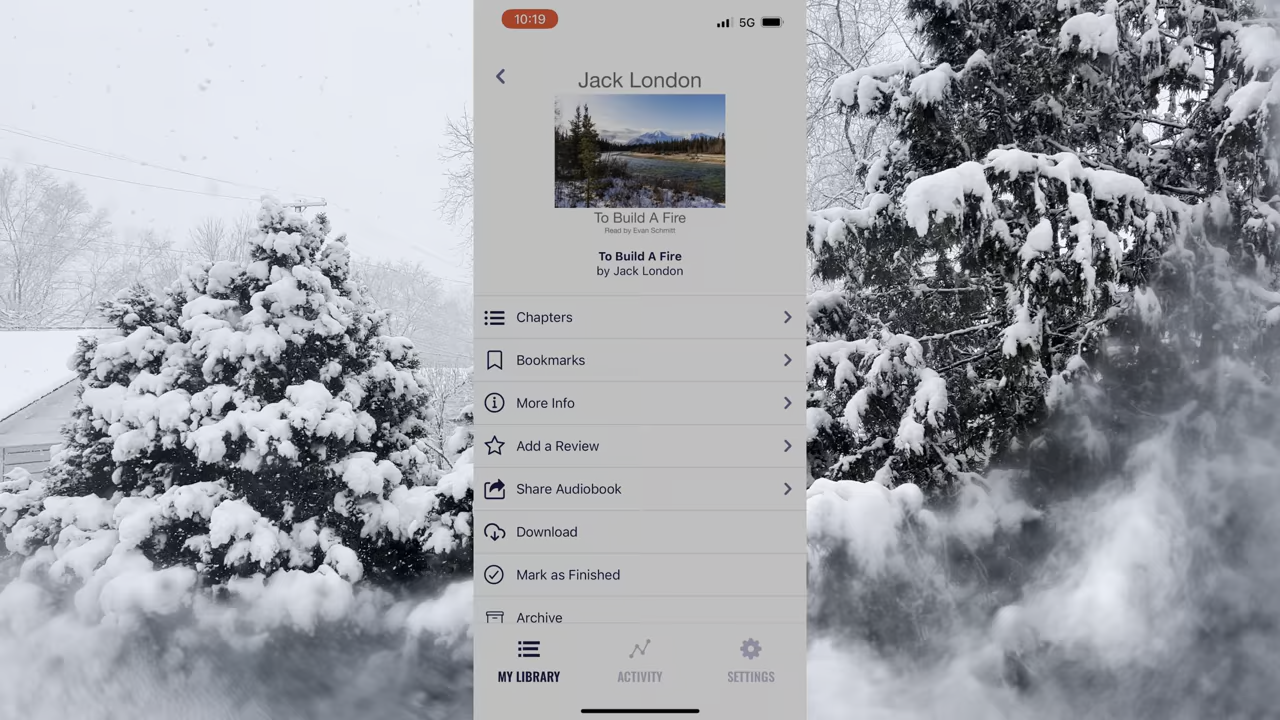 10:19
5G
Jack London
To Build A Fire
Read by Evan Schmitt
To Build A Fire
by Jack London
Chapters
Bookmarks
More Info
Add a Review
Share Audiobook
Download
Mark as Finished
Archive
MY LIBRARY
ACTIVITY
SETTINGS